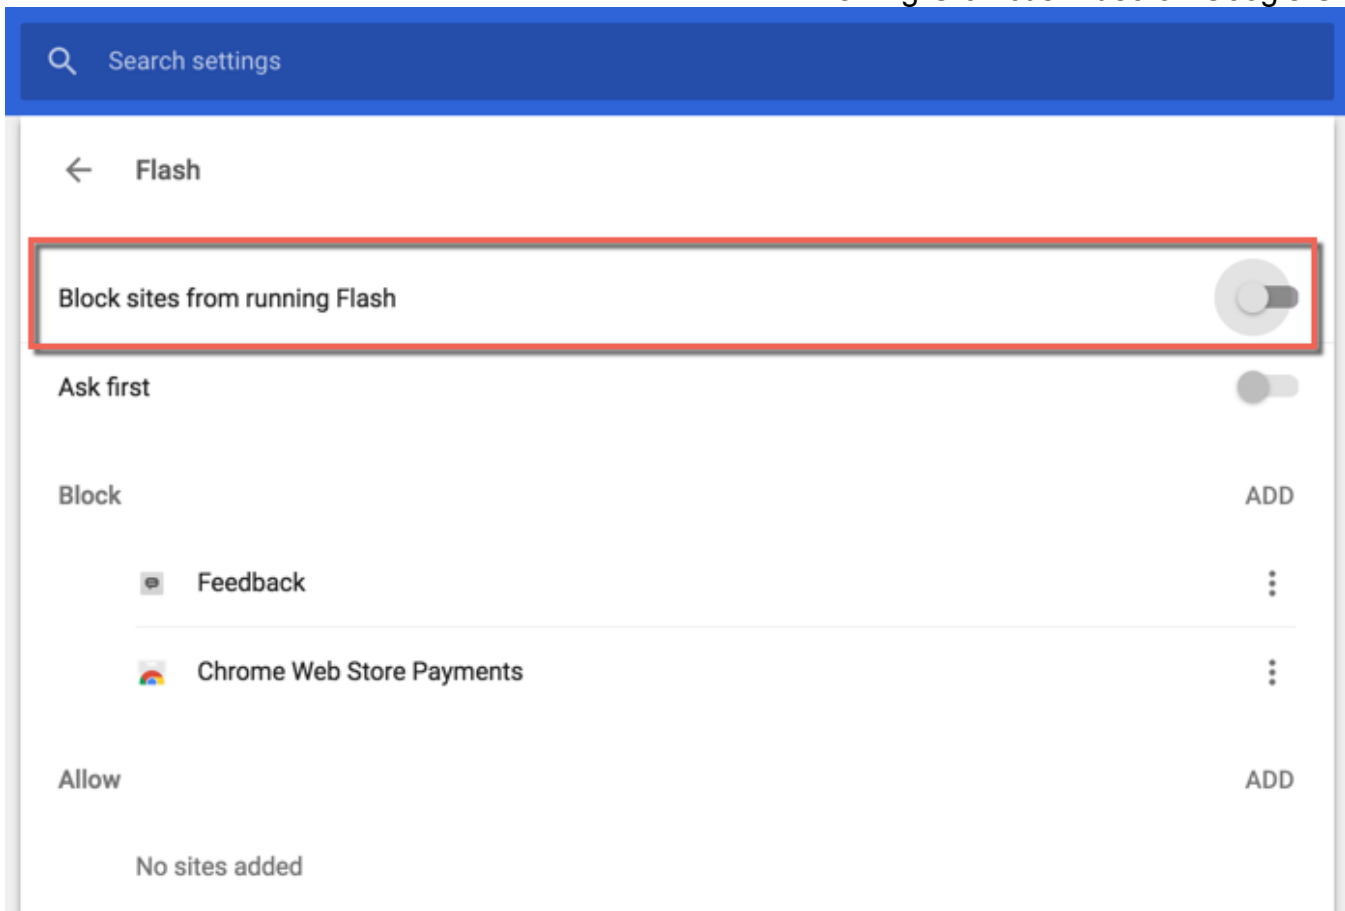 Search settings
Flash
Block sites from running Flash
Ask first
Block
ADD
Feedback
Chrome Web Store Payments
Allow
ADD
No sites added